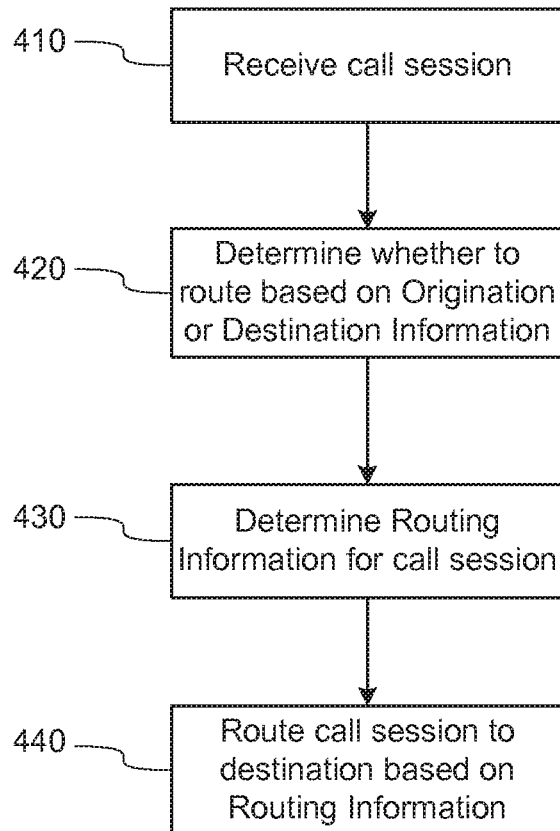 410
Receive call session
420
Determine whether to
route based on Origination
or Destination Information
430
Determine Routing
Information for call session
440
Route call session to
destination based on
Routing Information